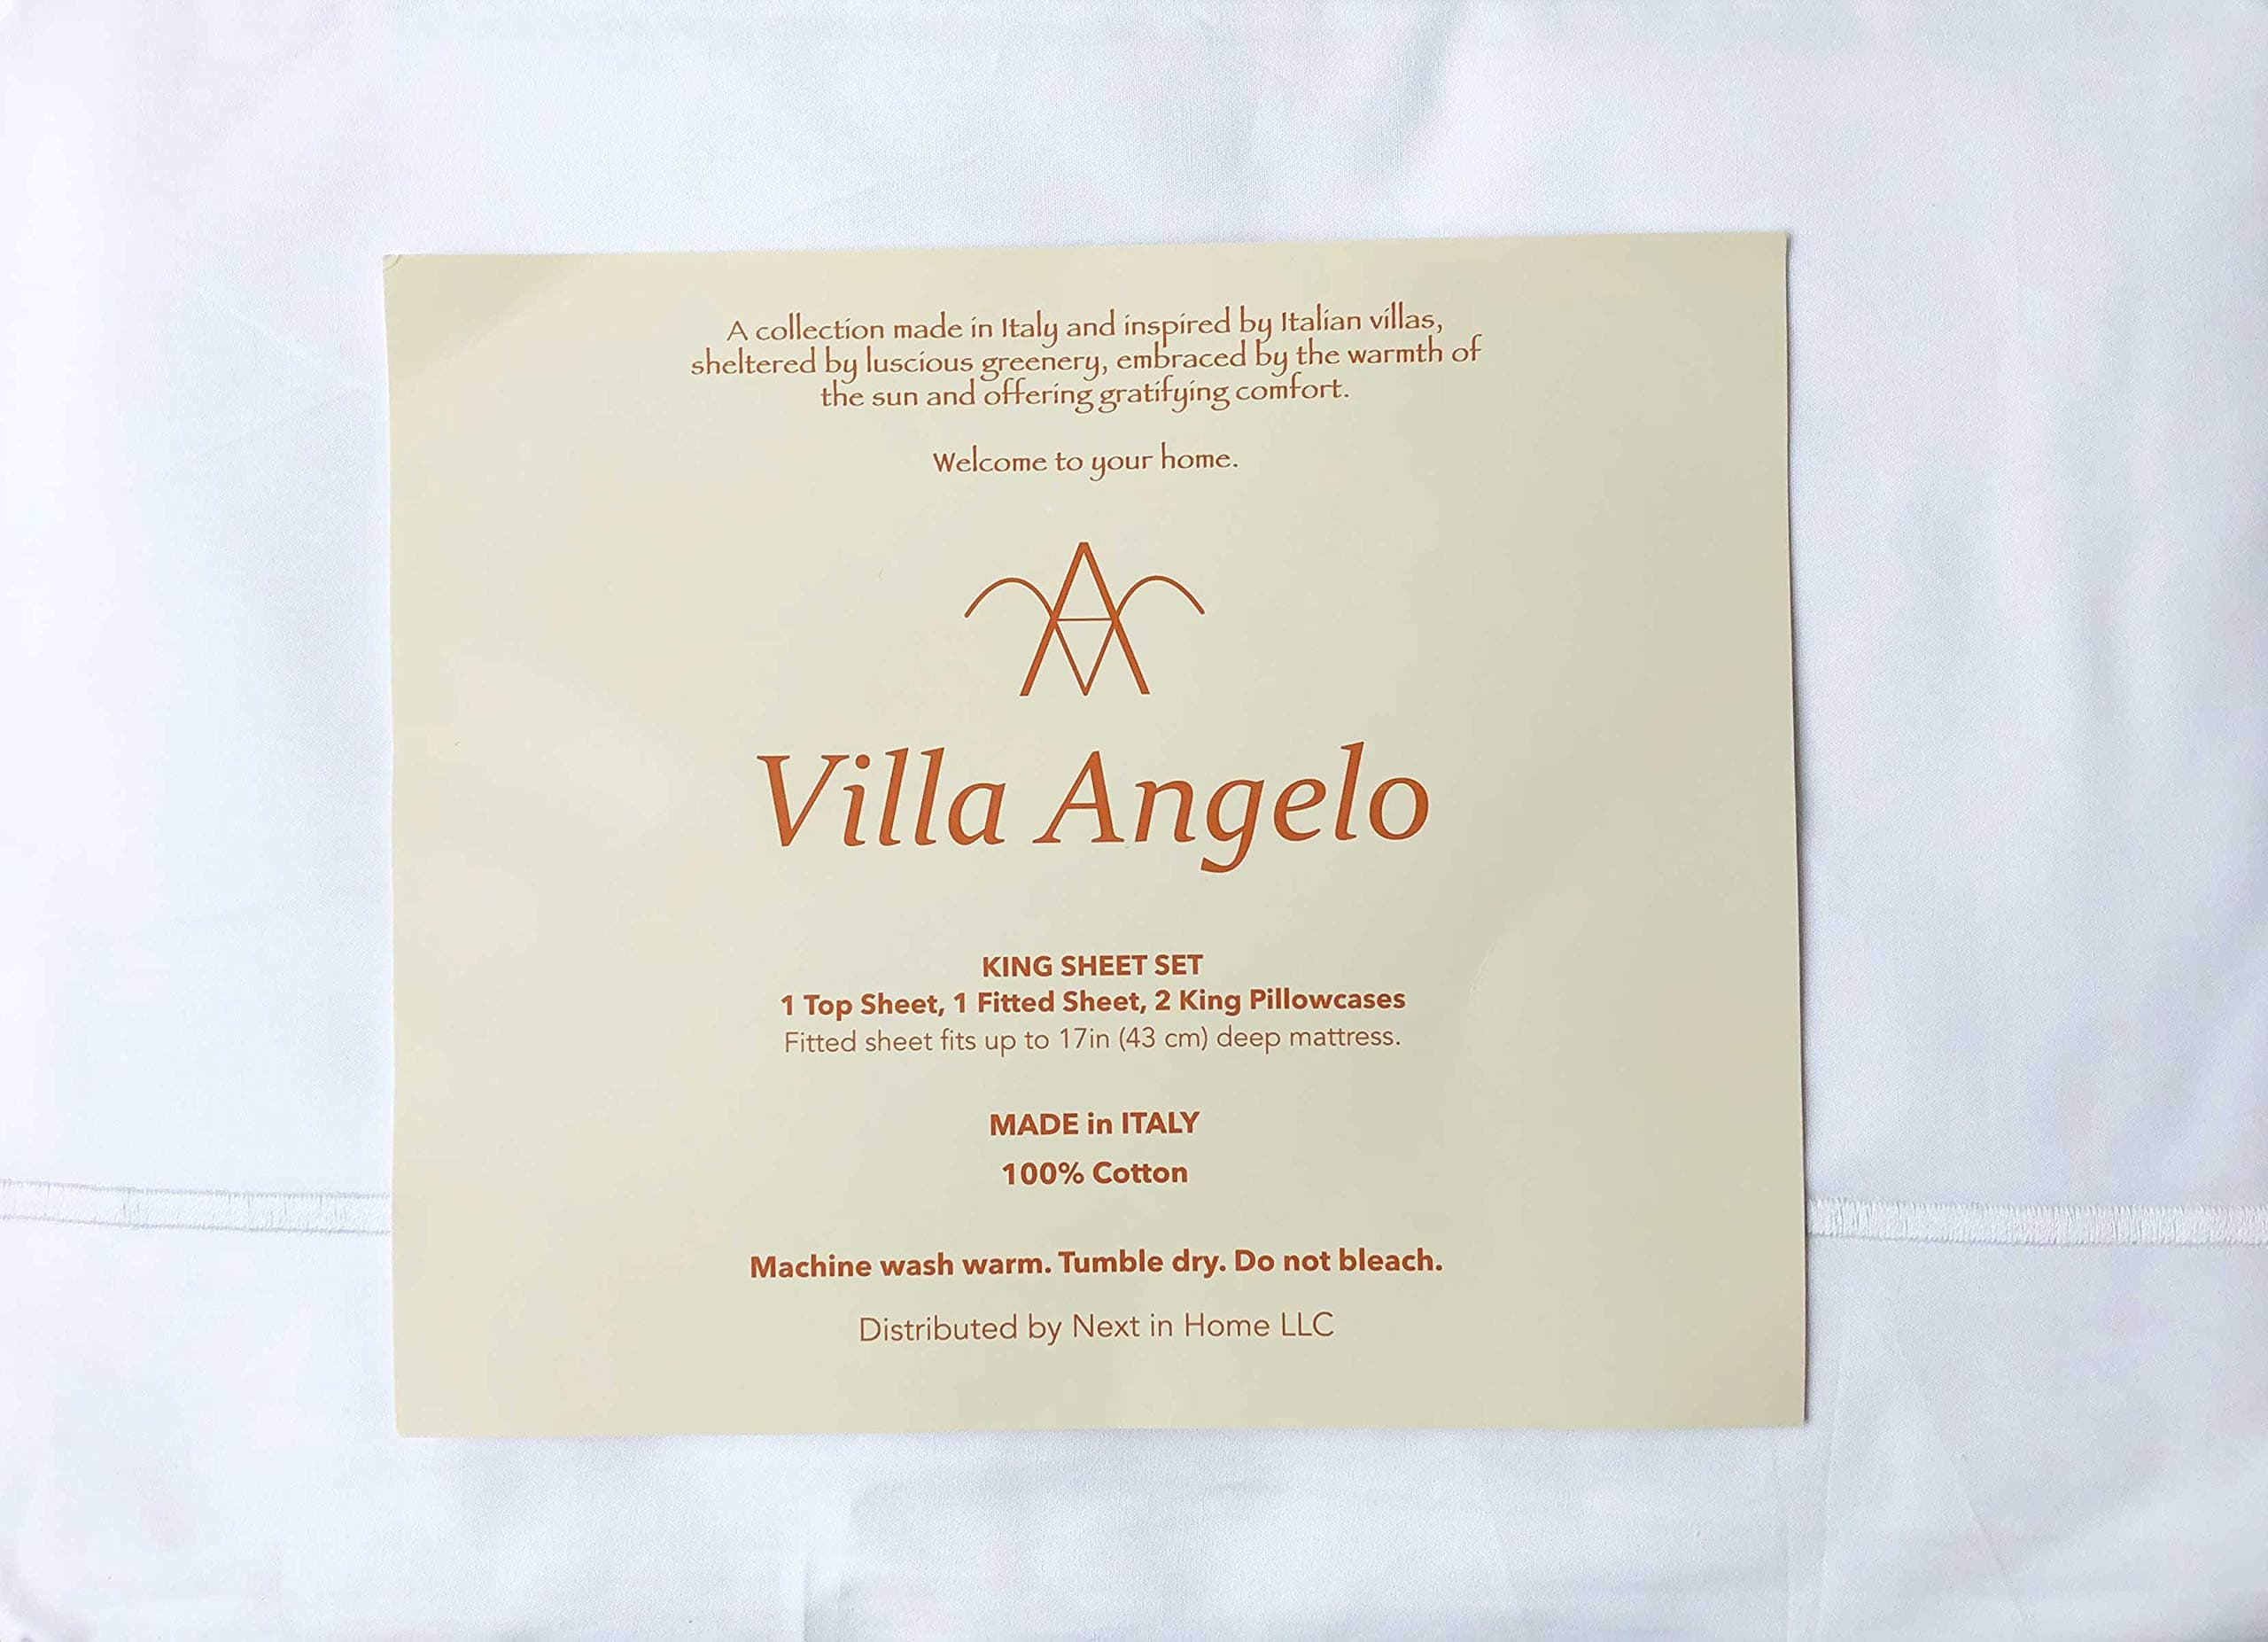 A collection made in Italy and inspired by Italian villas,
sheltered by luscious greenery, embraced by the warmth of
the sun and offering gratifying comfort.
Welcome to your home.
Villa Angelo
KING SHEET SET
1 Top Sheet, 1 Fitted Sheet, 2 King Pillowcases
Fitted sheet fits up to 17in (43 cm) deep mattress.
MADE in ITALY
100% Cotton
Machine wash warm. Tumble dry. Do not bleach.
Distributed by Next in Home LLC